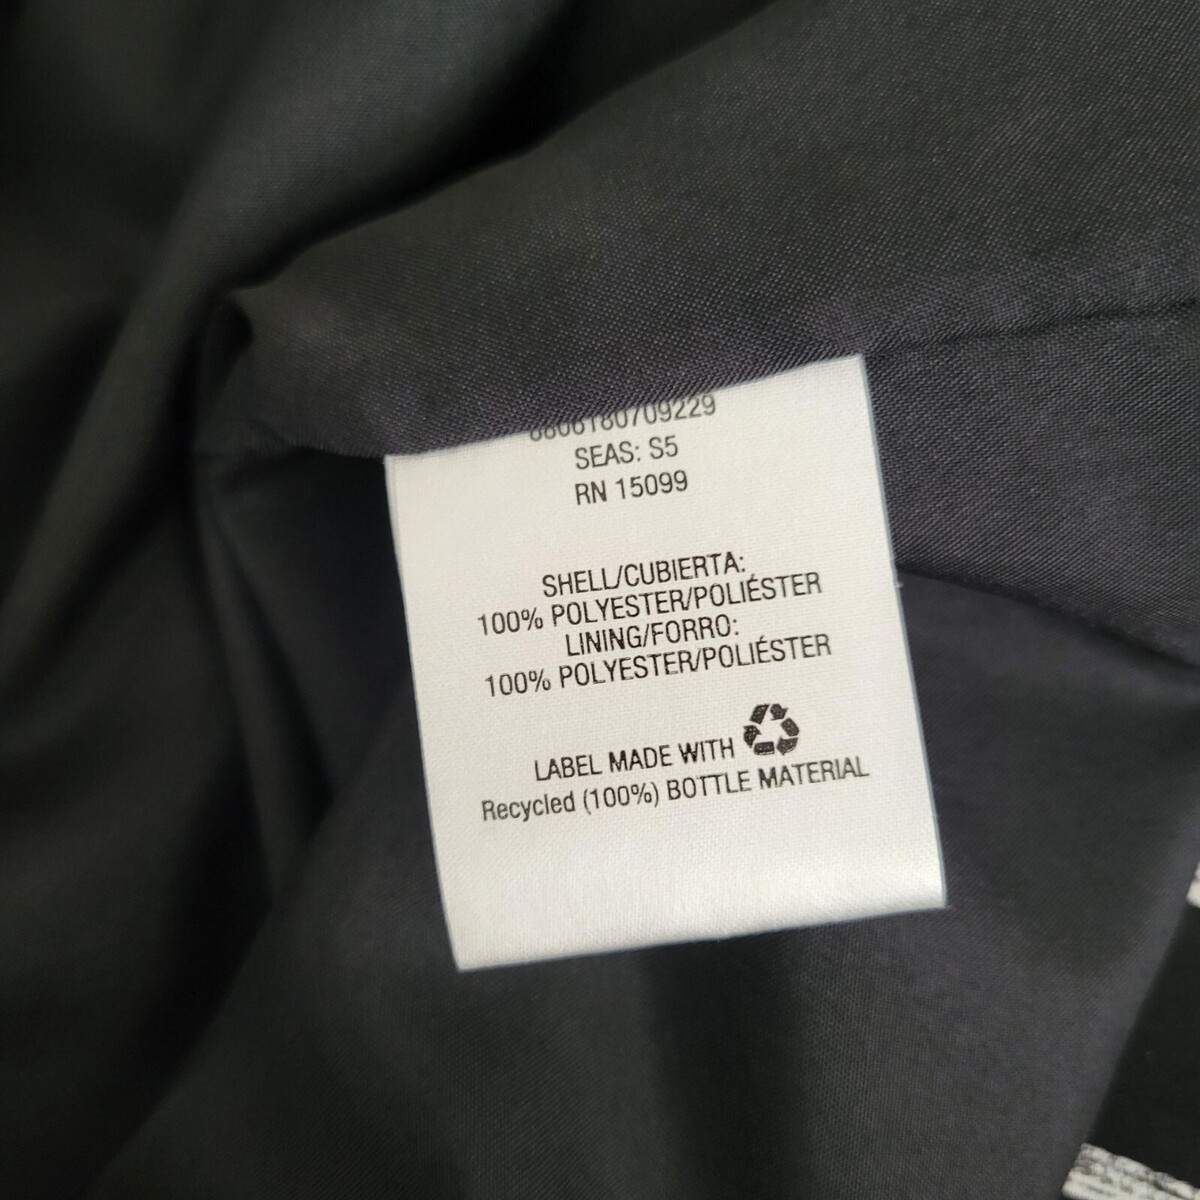 SEAS: S5
RN 15099
SHELL/CUBIERTA:
100% POLYESTER/POLIÉSTER
LINING/FORRO:
100% POLYESTER/POLIÉSTER
LABEL MADE WITH
Recycled (100%) BOTTLE MATERIAL